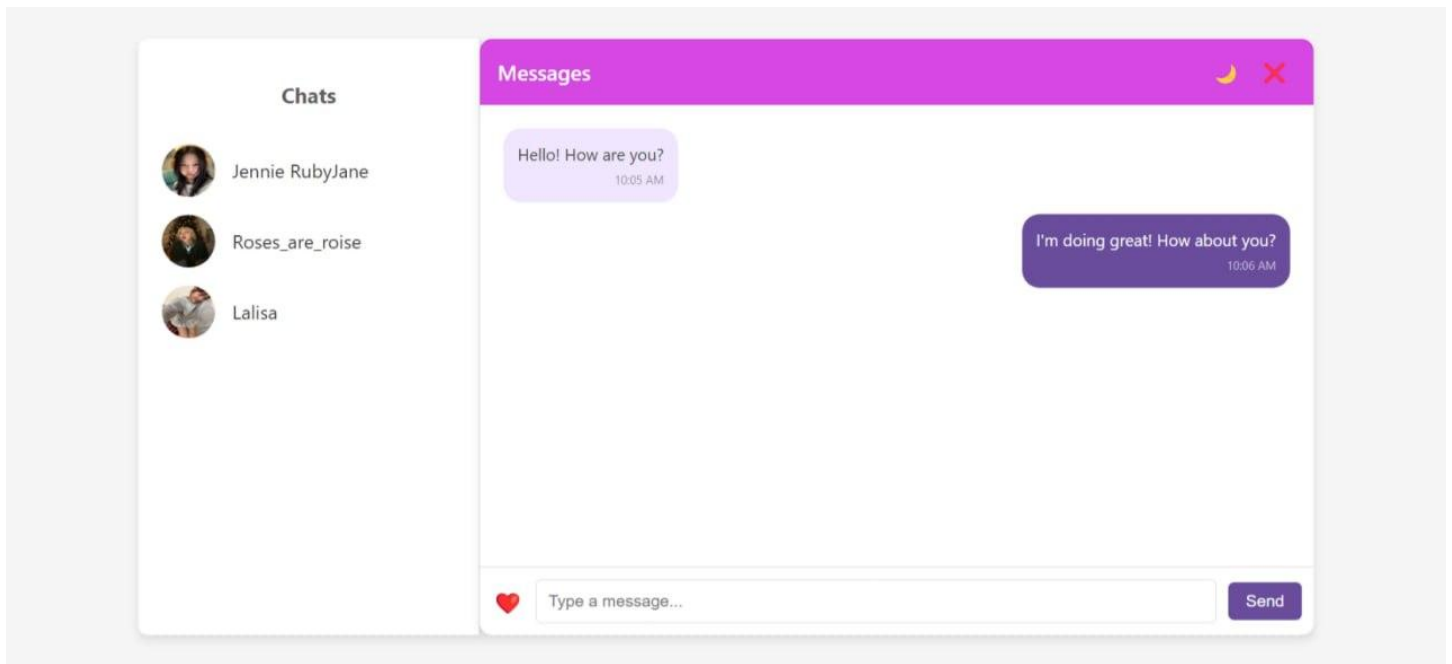 Chats
Jennie RubyJane
Roses_are_roise
Lalisa
Messages
Hello! How are you?
10:05 AM
I'm doing great! How about you?
10:06 AM
Type a message...
Send